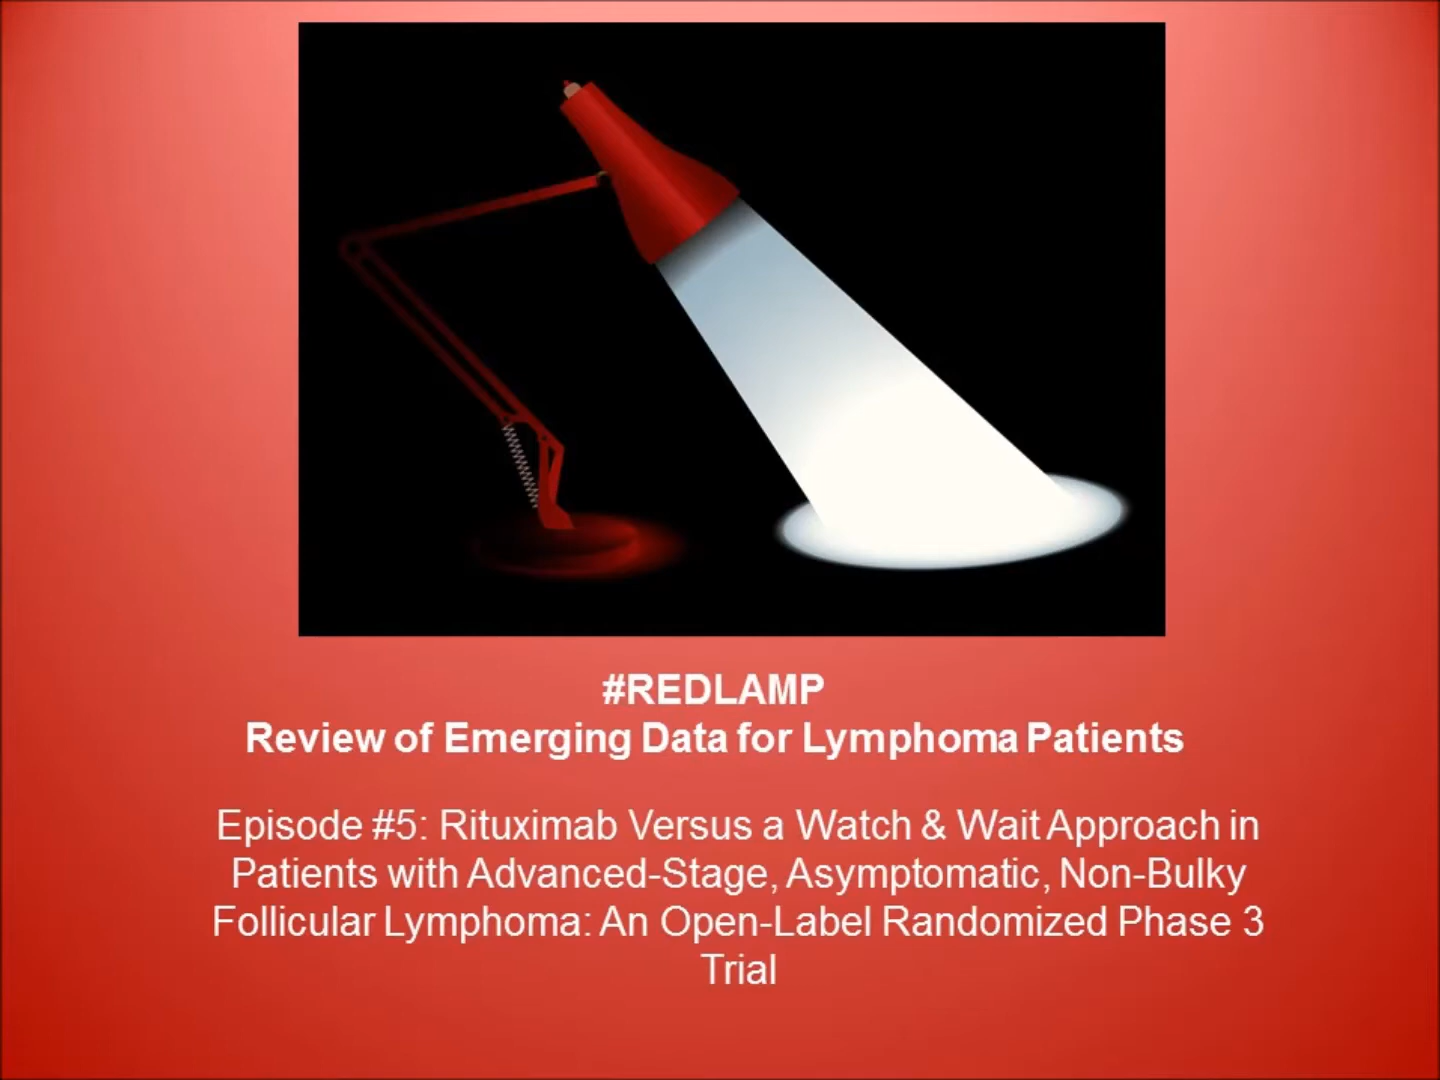 #REDLAMP
Review of Emerging Data for Lymphoma Patients
Episode #5: Rituximab Versus a Watch & Wait Approach in
Patients with Advanced-Stage, Asymptomatic, Non-Bulky
Follicular Lymphoma: An Open-Label Randomized Phase 3
Trial